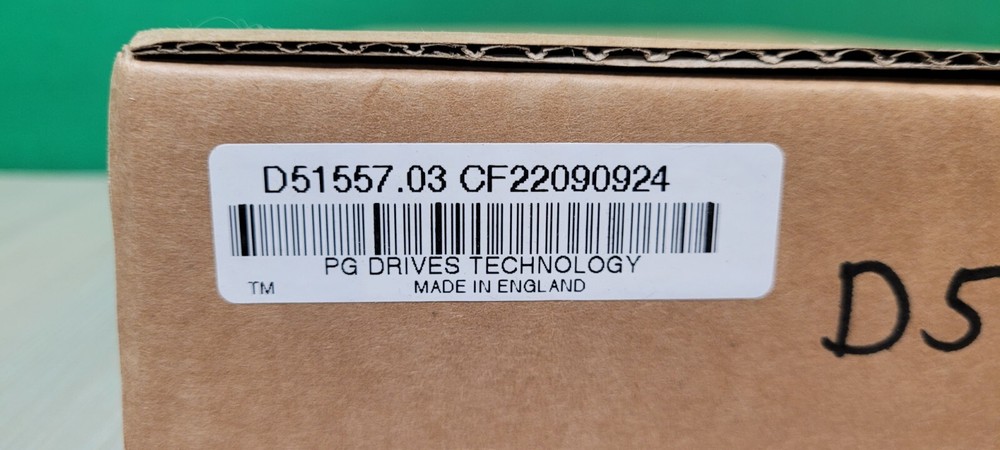 D51557.03 CF22090924
PG DRIVES TECHNOLOGY
TM MADE IN ENGLAND
D5